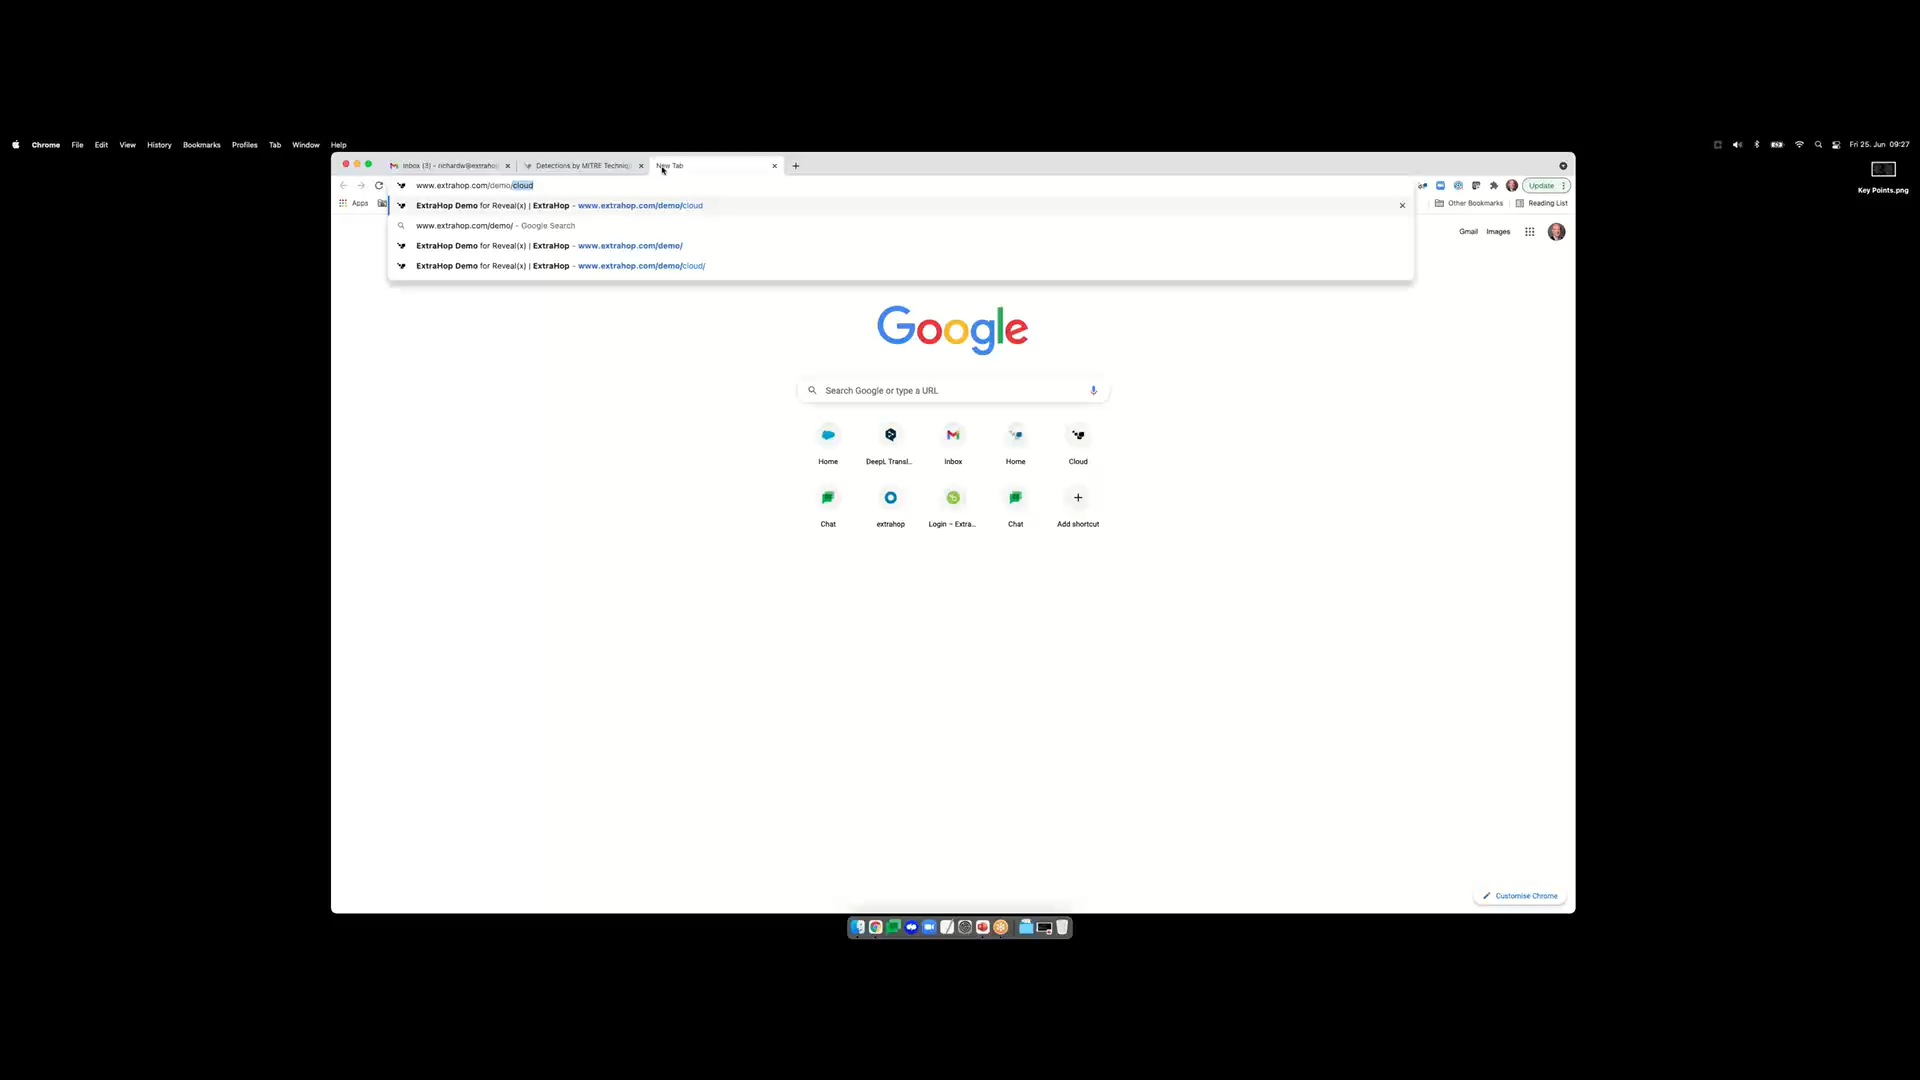 Chrome File Edit View History Bookmarks Profiles Tab Window Help Fri 25. Jun 09:27
Inbox (3) - richardw@extraho Detections by MITRE Techniq New Tab
www.extrahop.com/demo/cloud Update
Apps Other Bookmarks Reading List
Key Points.png
ExtraHop Demo for Reveal(x) | ExtraHop - www.extrahop.com/demo/cloud
www.extrahop.com/demo/ - Google Search
Gmail Images
ExtraHop Demo for Reveal(x) | ExtraHop - www.extrahop.com/demo/
ExtraHop Demo for Reveal(x) | ExtraHop - www.extrahop.com/demo/cloud/
Google
Search Google or type a URL
Home DeepL Transl... Inbox Home Cloud
Chat extrahop Login – Extra... Chat Add shortcut
Customise Chrome